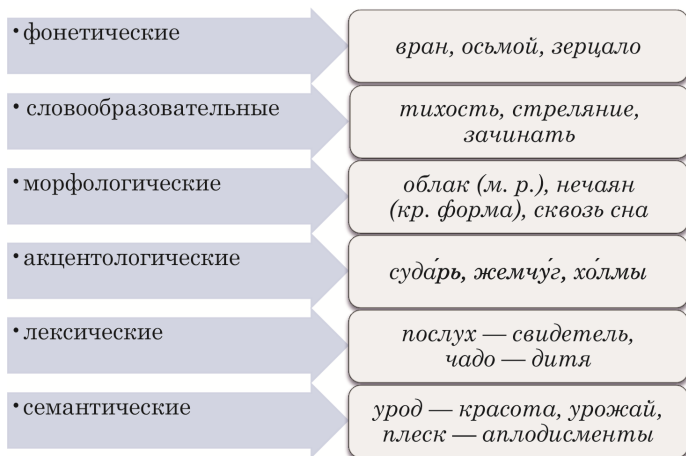 • фонетические
вран, осьмой, зерцало
• словообразовательные
тихость, стреляние,
зачинать
• морфологические
облак (м. р.), нечаян
(кр. форма), сквозь сна
• акцентологические
суда́рь, жемчу́г, хо́лмы
• лексические
послух — свидетель,
чадо — дитя
• семантические
урод — красота, урожай,
плеск — аплодисменты